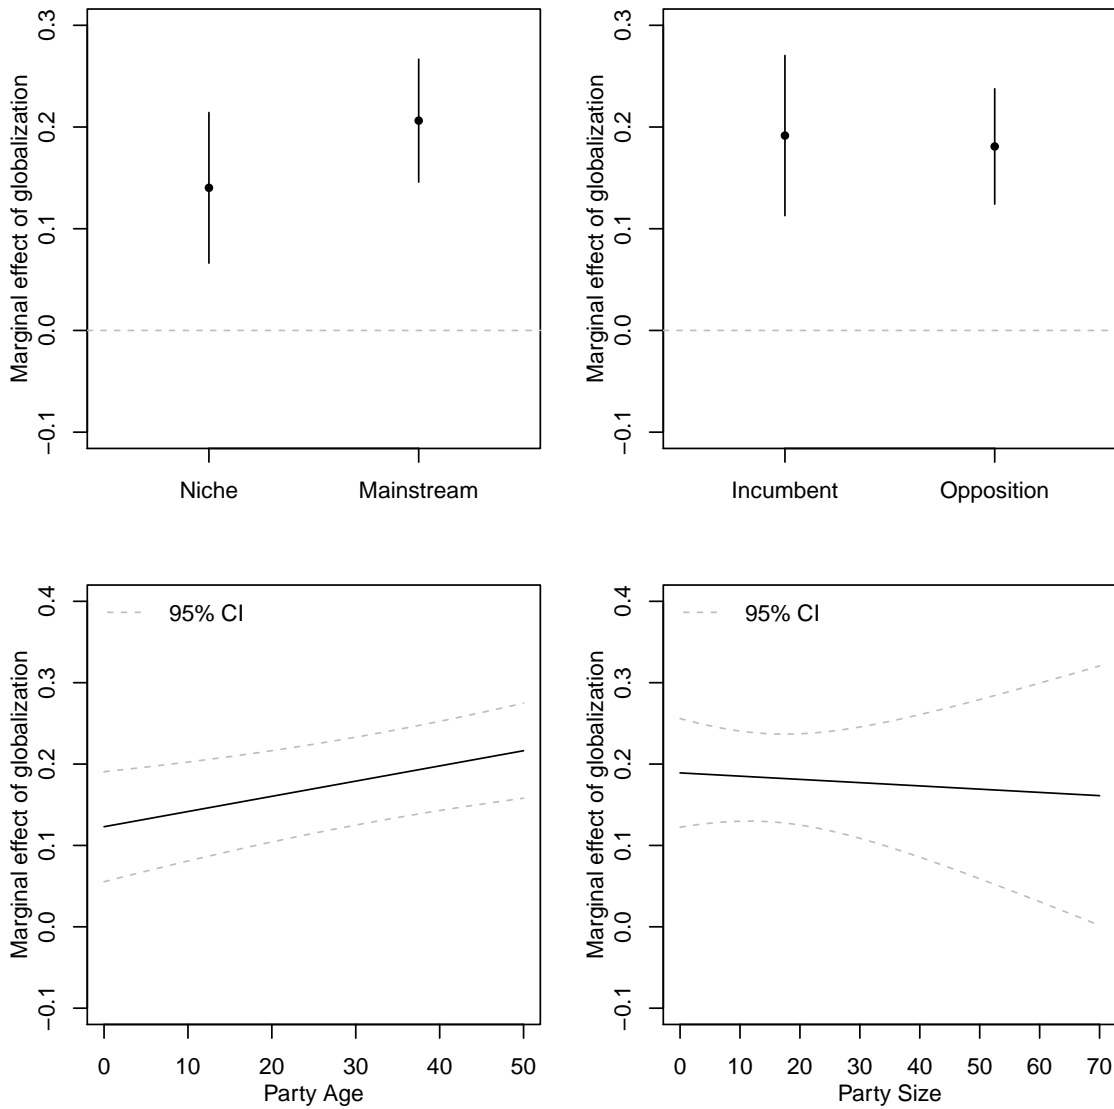 Marginal effect of globalization
0.3
0.2
0.1
0.0
−0.1
Niche Mainstream
Marginal effect of globalization
0.3
0.2
0.1
0.0
−0.1
Incumbent Opposition
Marginal effect of globalization
0.4
0.3
0.2
0.1
0.0
−0.1
95% CI
0 10 20 30 40 50
Party Age
Marginal effect of globalization
0.4
0.3
0.2
0.1
0.0
−0.1
95% CI
0 10 20 30 40 50 60 70
Party Size